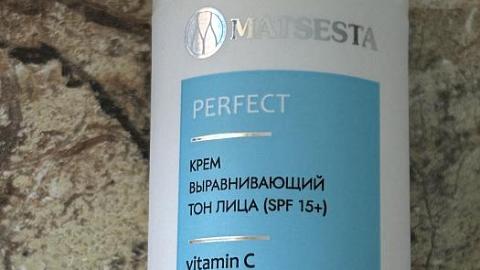 MATSESTA
PERFECT
КРЕМ
ВЫРАВНИВАЮЩИЙ
ТОН ЛИЦА (SPF 15+)
vitamin C